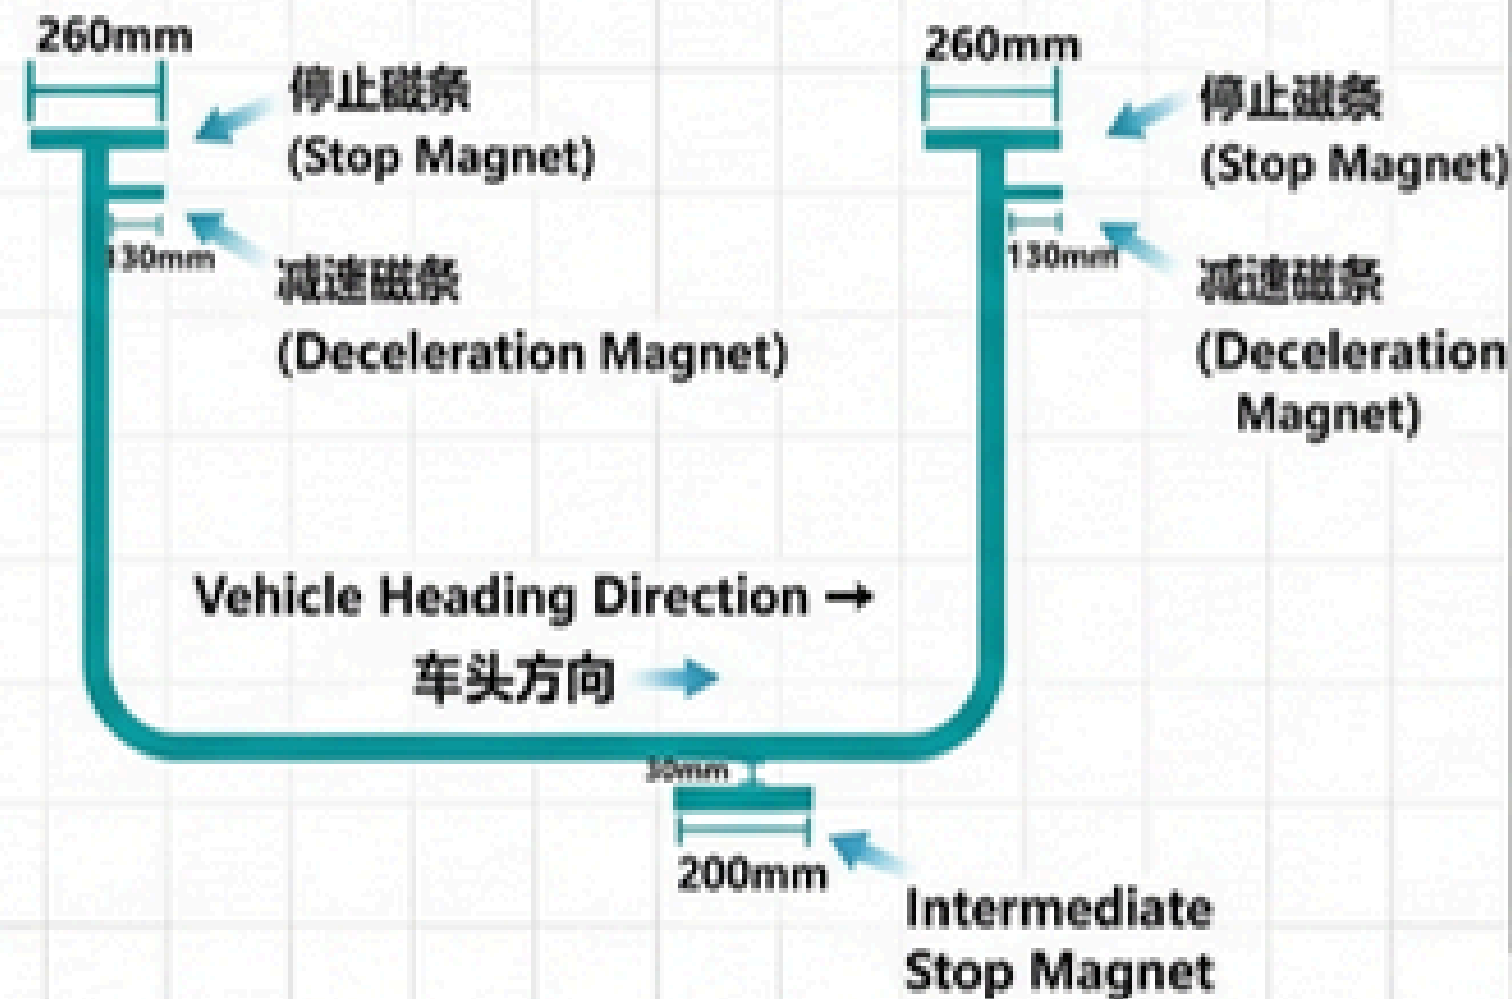 260mm
停止磁条
(Stop Magnet)
130mm
减速磁条
(Deceleration Magnet)
260mm
停止磁条
(Stop Magnet)
130mm
减速磁条
(Deceleration
Magnet)
Vehicle Heading Direction →
车头方向
30mm
200mm
Intermediate
Stop Magnet